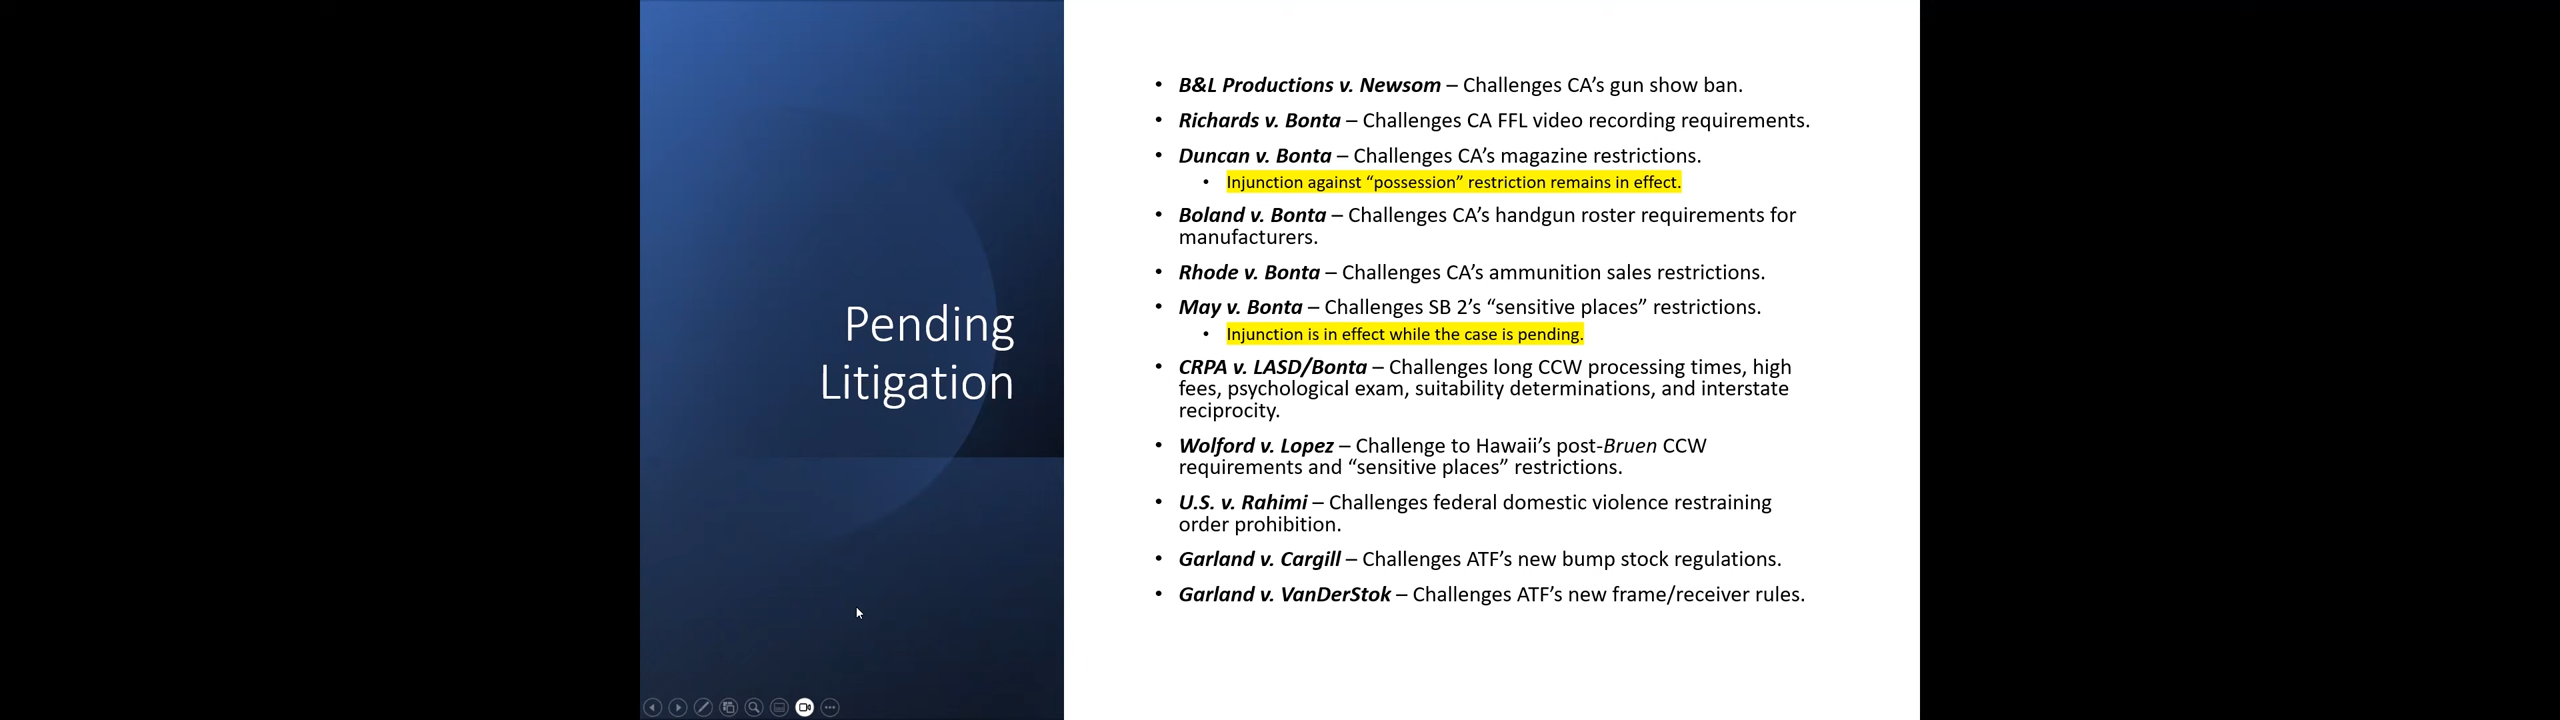 Pending
Litigation
• B&L Productions v. Newsom – Challenges CA’s gun show ban.
• Richards v. Bonta – Challenges CA FFL video recording requirements.
• Duncan v. Bonta – Challenges CA’s magazine restrictions.
• Injunction against “possession” restriction remains in effect.
• Boland v. Bonta – Challenges CA’s handgun roster requirements for
manufacturers.
• Rhode v. Bonta – Challenges CA’s ammunition sales restrictions.
• May v. Bonta – Challenges SB 2’s “sensitive places” restrictions.
• Injunction is in effect while the case is pending.
• CRPA v. LASD/Bonta – Challenges long CCW processing times, high
fees, psychological exam, suitability determinations, and interstate
reciprocity.
• Wolford v. Lopez – Challenge to Hawaii’s post-Bruen CCW
requirements and “sensitive places” restrictions.
• U.S. v. Rahimi – Challenges federal domestic violence restraining
order prohibition.
• Garland v. Cargill – Challenges ATF’s new bump stock regulations.
• Garland v. VanDerStok – Challenges ATF’s new frame/receiver rules.